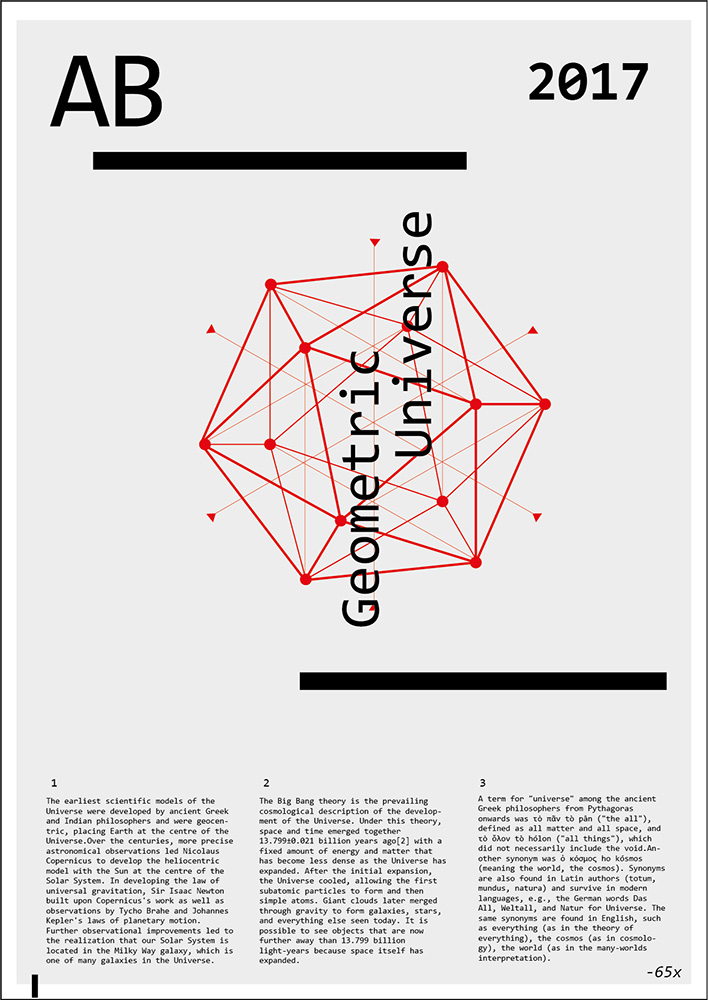 AB
2017
Geometric
Universe
1
The earliest scientific models of the
Universe were developed by ancient Greek
and Indian philosophers and were geocen-
tric, placing Earth at the centre of the
Universe.Over the centuries, more precise
astronomical observations led Nicolaus
Copernicus to develop the heliocentric
model with the Sun at the centre of the
Solar System. In developing the law of
universal gravitation, Sir Isaac Newton
built upon Copernicus's work as well as
observations by Tycho Brahe and Johannes
Kepler's laws of planetary motion.
Further observational improvements led to
the realization that our Solar System is
located in the Milky Way galaxy, which is
one of many galaxies in the Universe.
2
The Big Bang theory is the prevailing
cosmological description of the develop-
ment of the Universe. Under this theory,
space and time emerged together
13.799±0.021 billion years ago[2] with a
fixed amount of energy and matter that
has become less dense as the Universe has
expanded. After the initial expansion,
the Universe cooled, allowing the first
subatomic particles to form and then
simple atoms. Giant clouds later merged
through gravity to form galaxies, stars,
and everything else seen today. It is
possible to see objects that are now
further away than 13.799 billion
light-years because space itself has
expanded.
3
A term for "universe" among the ancient
Greek philosophers from Pythagoras
onwards was τὸ πᾶν tò pân ("the all"),
defined as all matter and all space, and
τὸ ὅλον tò hólon ("all things"), which
did not necessarily include the void.An-
other synonym was ὁ κόσμος ho kósmos
(meaning the world, the cosmos). Synonyms
are also found in Latin authors (totum,
mundus, natura) and survive in modern
languages, e.g., the German words Das
All, Weltall, and Natur for Universe. The
same synonyms are found in English, such
as everything (as in the theory of
everything), the cosmos (as in cosmolo-
gy), the world (as in the many-worlds
interpretation).
-65x